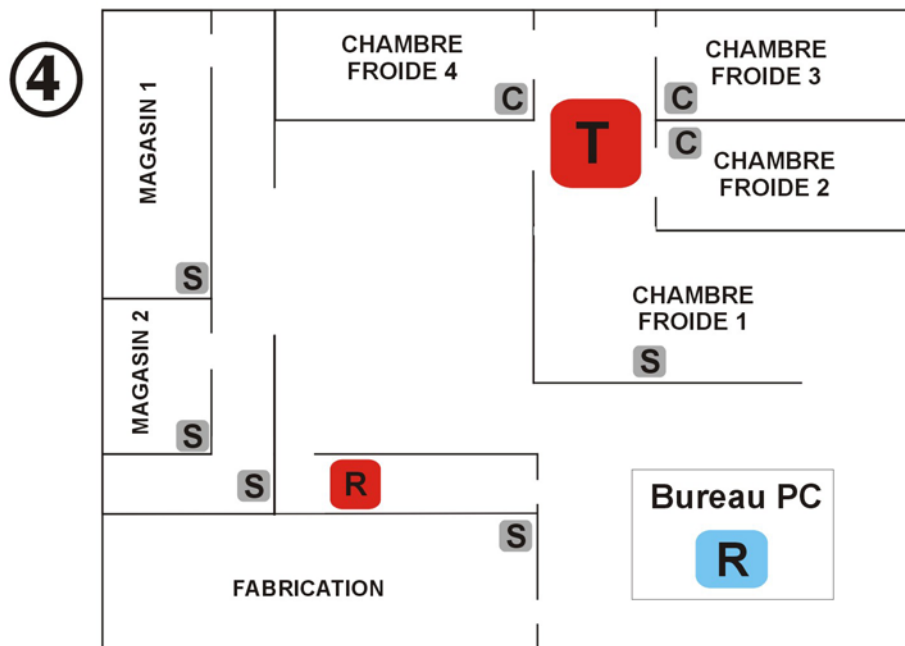 4
CHAMBRE
FROIDE 4
C
CHAMBRE
FROIDE 3
C
T
C
CHAMBRE
FROIDE 2
MAGASIN 1
S
CHAMBRE
FROIDE 1
S
MAGASIN 2
S
S
R
S
FABRICATION
Bureau PC
R